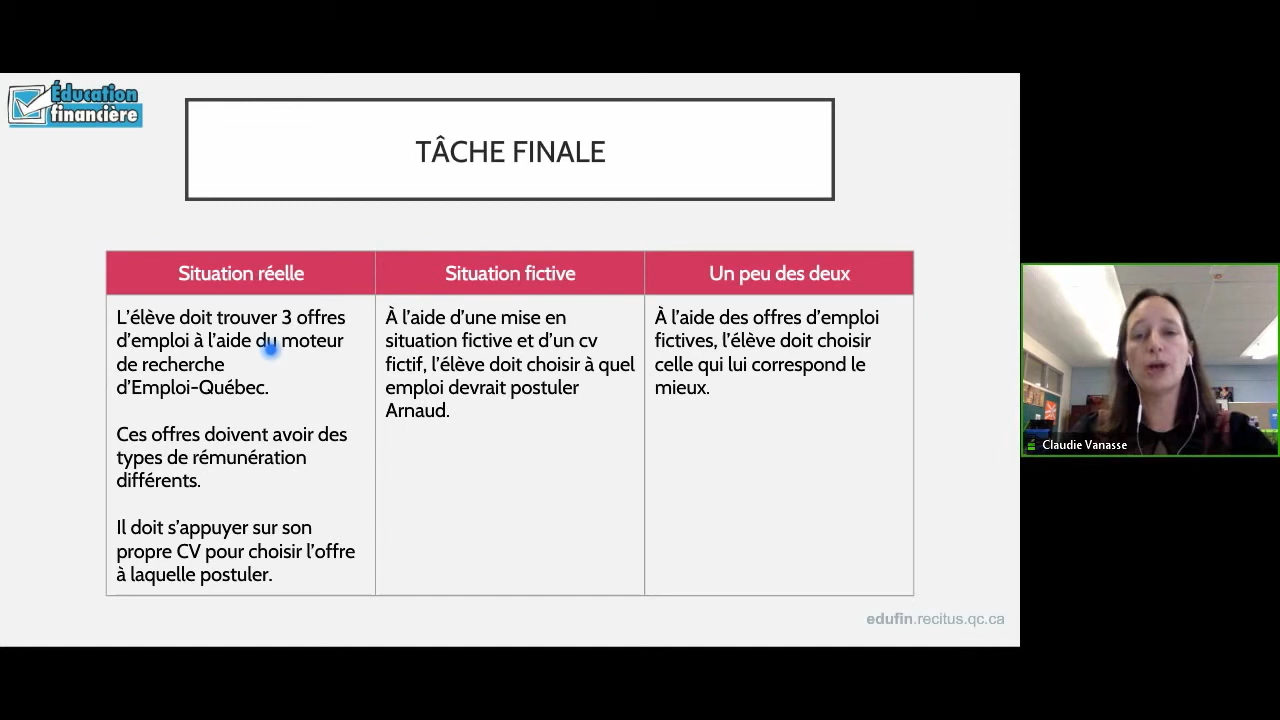 Éducation
financière
TÂCHE FINALE
Situation réelle
Situation fictive
Un peu des deux
L’élève doit trouver 3 offres
d’emploi à l’aide du moteur
de recherche
d’Emploi-Québec.
Ces offres doivent avoir des
types de rémunération
différents.
Il doit s’appuyer sur son
propre CV pour choisir l’offre
à laquelle postuler.
À l’aide d’une mise en
situation fictive et d’un cv
fictif, l’élève doit choisir à quel
emploi devrait postuler
Arnaud.
À l’aide des offres d’emploi
fictives, l’élève doit choisir
celle qui lui correspond le
mieux.
Claudie Vanasse
edufin.recitus.qc.ca